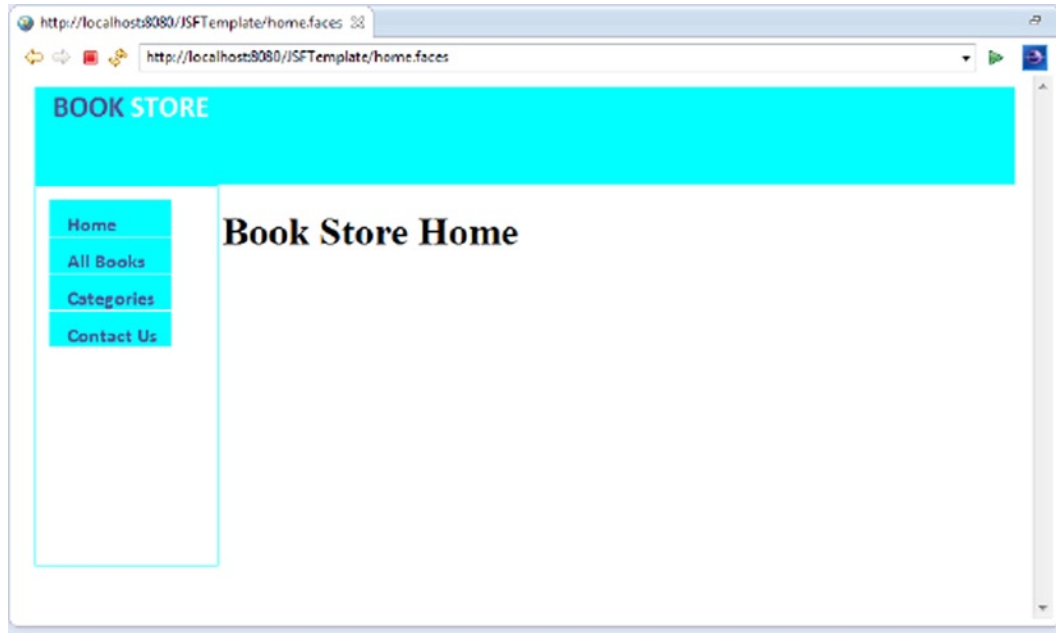 http://localhost:8080/JSFTemplate/home.faces
http://localhost:8080/JSFTemplate/home.faces
BOOK STORE
Home
Book Store Home
All Books
Categories
Contact Us